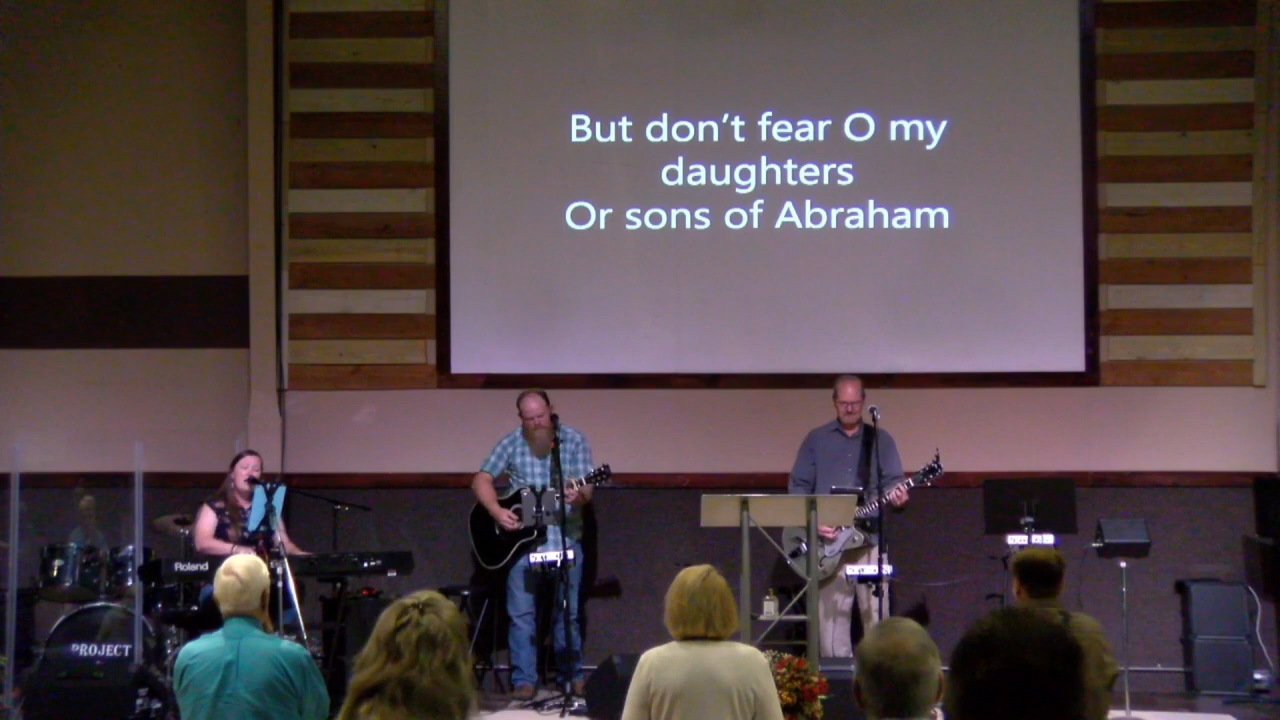 But don't fear O my
daughters
Or sons of Abraham
Roland
PROJECT